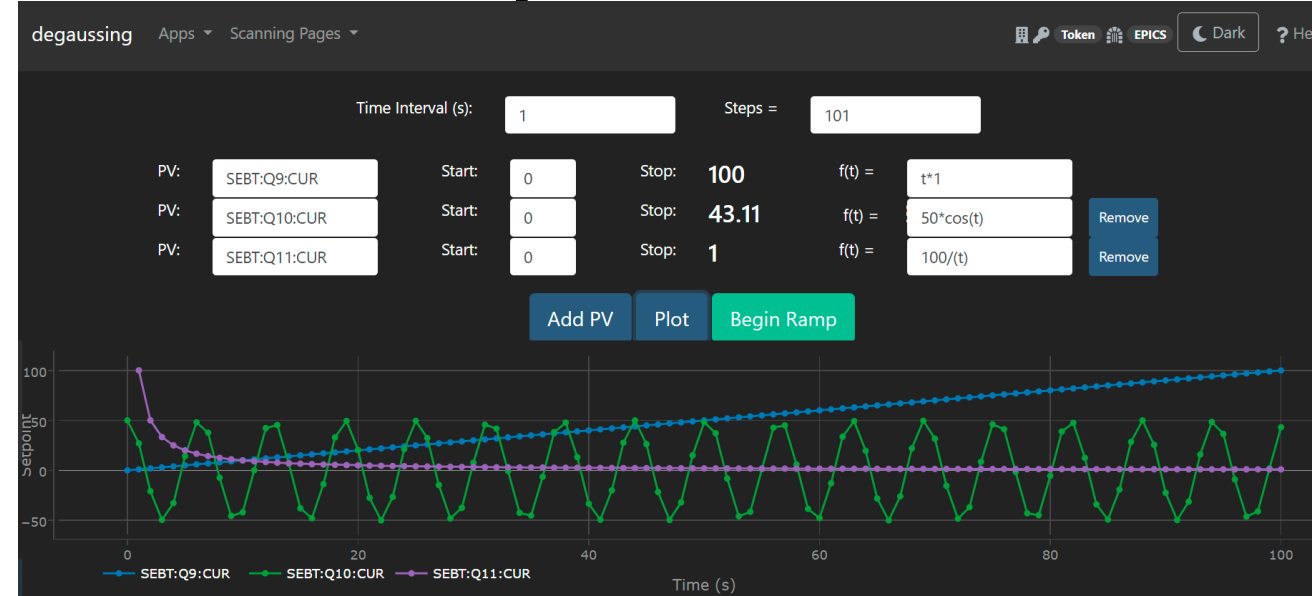 degaussing Apps Scanning Pages Token EPICS Dark ? He
Time Interval (s): 1 Steps = 101
PV: SEBT:Q9:CUR Start: 0 Stop: 100 f(t) = t*1
PV: SEBT:Q10:CUR Start: 0 Stop: 43.11 f(t) = 50*cos(t) Remove
PV: SEBT:Q11:CUR Start: 0 Stop: 1 f(t) = 100/(t) Remove
Add PV Plot Begin Ramp
100
50
0
−50
Setpoint
0 20 40 60 80 100
SEBT:Q9:CUR SEBT:Q10:CUR SEBT:Q11:CUR
Time (s)